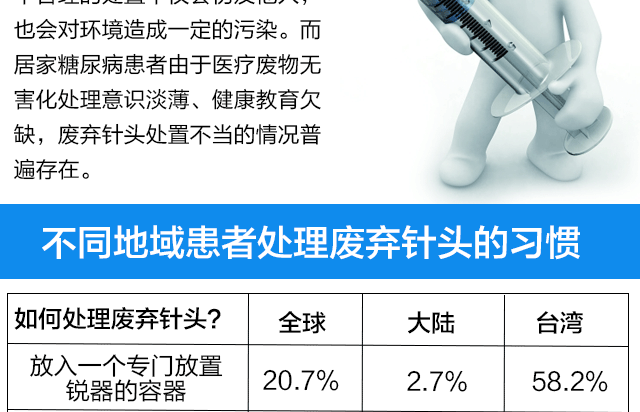 也会对环境造成一定的污染。而
居家糖尿病患者由于医疗废物无
害化处理意识淡薄、健康教育欠
缺，废弃针头处置不当的情况普
遍存在。
不同地域患者处理废弃针头的习惯
如何处理废弃针头？ 全球 大陆 台湾
放入一个专门放置
锐器的容器 20.7% 2.7% 58.2%